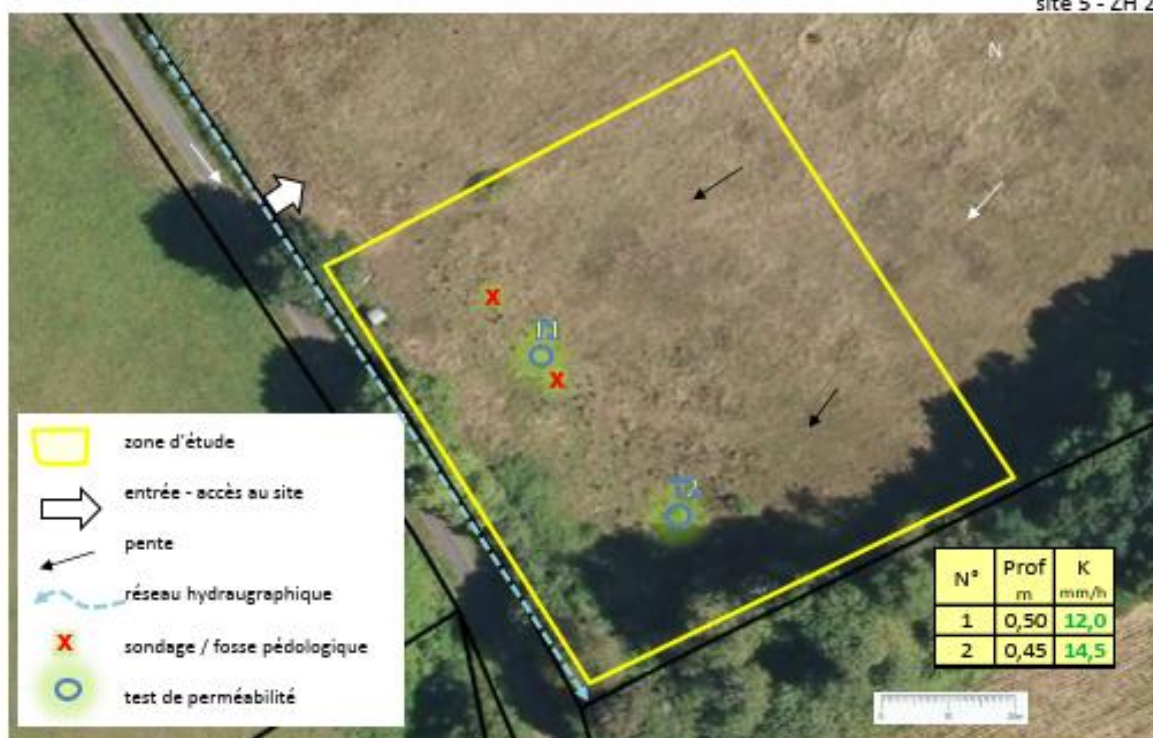 site 5 - ZH 2
N
zone d'étude
entrée - accès au site
pente
réseau hydraugraphique
sondage / fosse pédologique
test de perméabilité
N° Prof m K mm/h
1 0,50 12,0
2 0,45 14,5